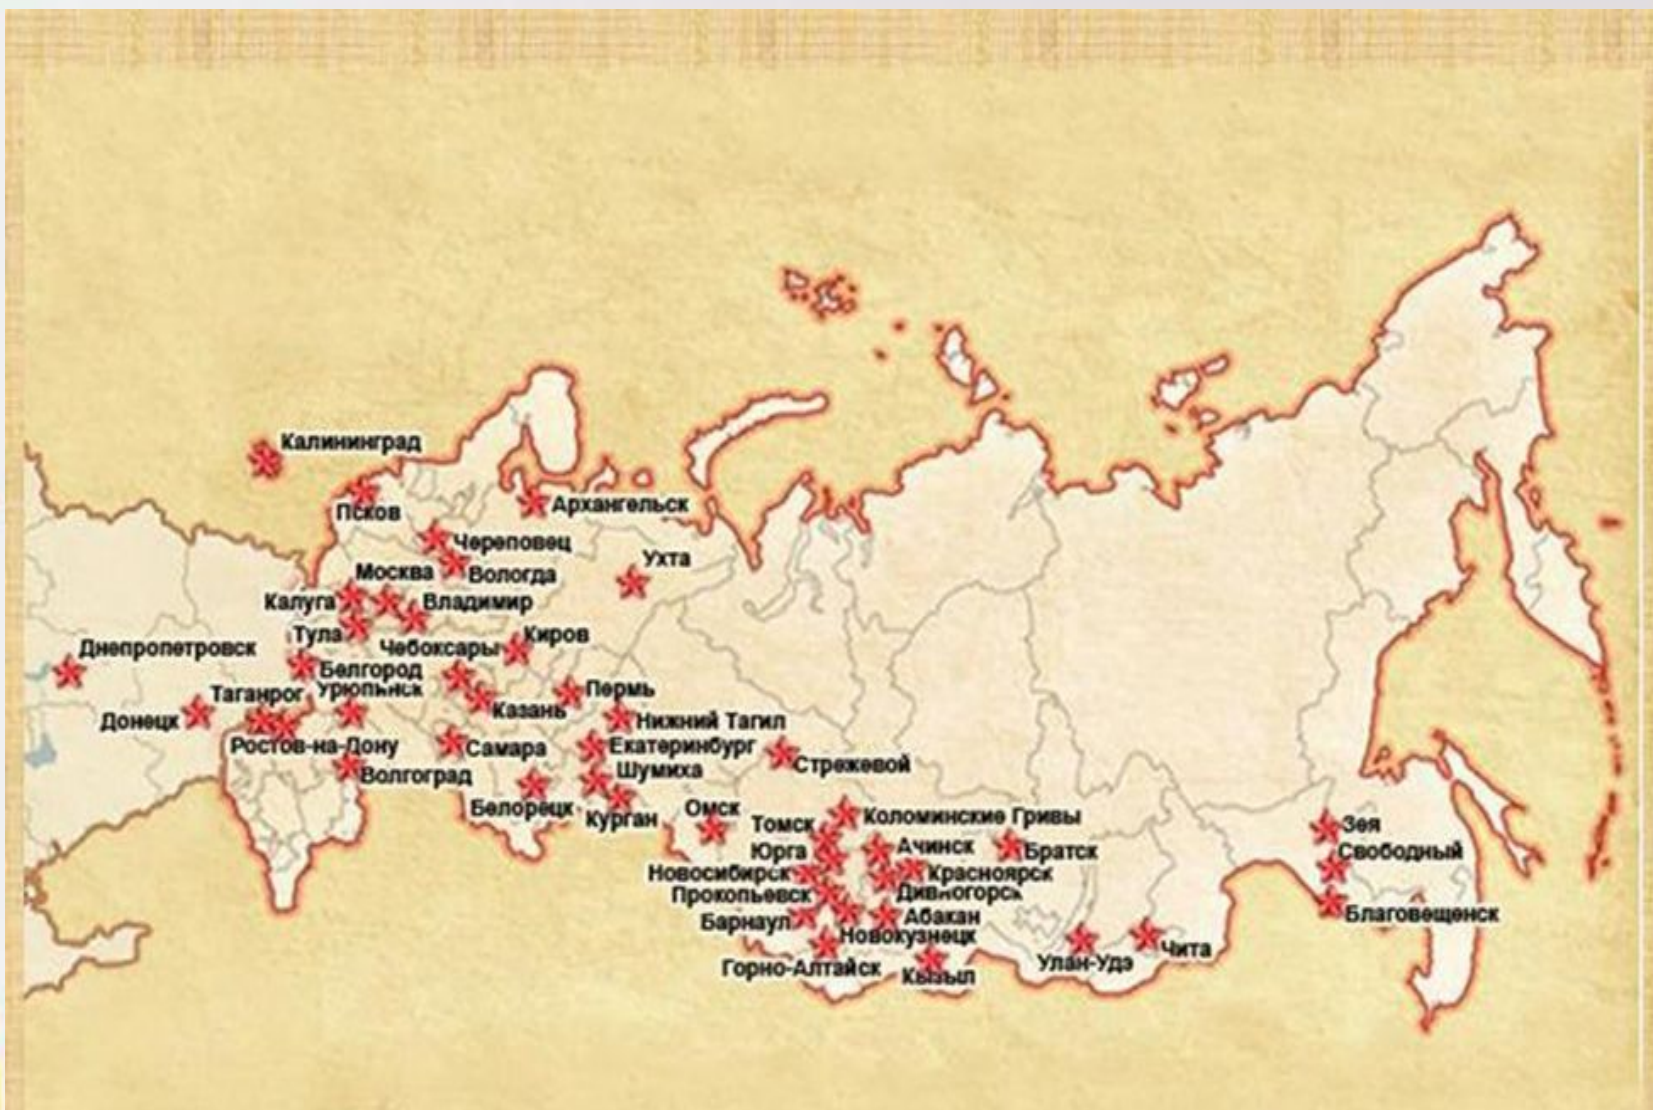 Калининград
Псков
Архангельск
Череповец
Ухта
Москва
Вологда
Калуга
Владимир
Тула
Киров
Днепропетровск
Чебоксары
Белгород
Таганрог
Урюпинск
Пермь
Донецк
Казань
Нижний Тагил
Ростов-на-Дону
Самара
Екатеринбург
Стрежевой
Волгоград
Шумиха
Белорецк
Курган
Омск
Коломинские Гривы
Томск
Зея
Юрга
Ачинск
Братск
Свободный
Новосибирск
Красноярск
Прокопьевск
Дивногорск
Барнаул
Абакан
Благовещенск
Новокузнецк
Горно-Алтайск
Кызыл
Улан-Удэ
Чита